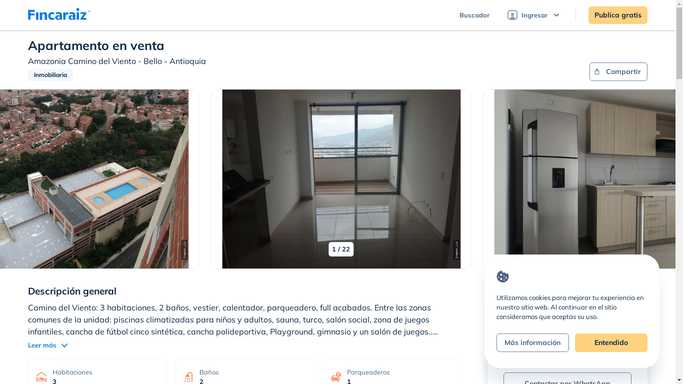 Fincaraiz
Buscador
Ingresar
Publica gratis
Apartamento en venta
Amazonia Camino del Viento - Bello - Antioquia
Inmobiliaria
Compartir
1 / 22
Descripción general
Camino del Viento: 3 habitaciones, 2 baños, vestier, calentador, parqueadero, full acabados. Entre las zonas
comunes de la unidad: piscinas climatizadas para niños y adultos, sauna, turco, salón social, zona de juegos
infantiles, cancha de fútbol cinco sintética, cancha polideportiva, Playground, gimnasio y un salón de juegos.....
Leer más
Habitaciones
3
Baños
2
Parqueaderos
1
Utilizamos cookies para mejorar tu experiencia en
nuestro sitio web. Al continuar en el sitio
consideramos que aceptas su uso.
Más información
Entendido
Contactar por WhatsApp